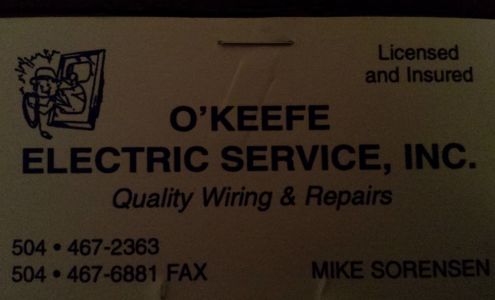 Licensed
and Insured
O'KEEFE
ELECTRIC SERVICE, INC.
Quality Wiring & Repairs
504 • 467-2363
504 • 467-6881 FAX
MIKE SORENSEN